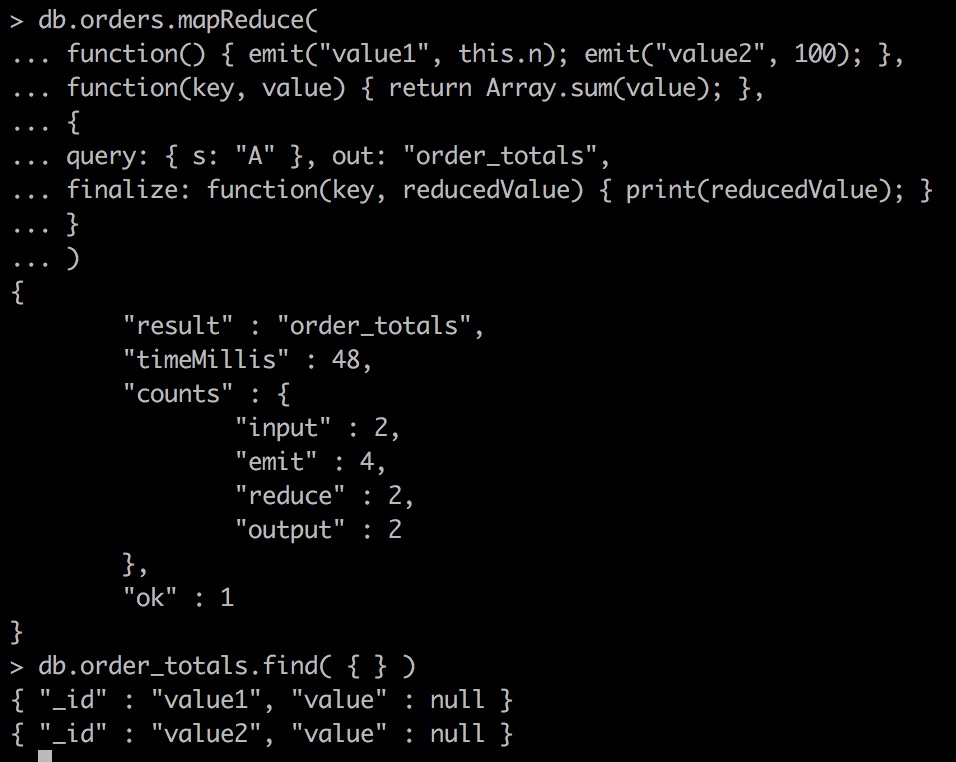 > db.orders.mapReduce(
... function() { emit("value1", this.n); emit("value2", 100); },
... function(key, value) { return Array.sum(value); },
... {
... query: { s: "A" }, out: "order_totals",
... finalize: function(key, reducedValue) { print(reducedValue); }
... }
... )
{
        "result" : "order_totals",
        "timeMillis" : 48,
        "counts" : {
                "input" : 2,
                "emit" : 4,
                "reduce" : 2,
                "output" : 2
        },
        "ok" : 1
}
> db.order_totals.find( { } )
{ "_id" : "value1", "value" : null }
{ "_id" : "value2", "value" : null }